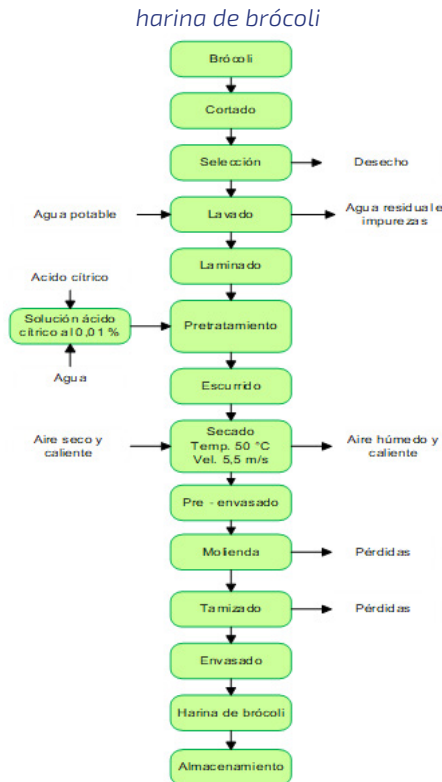 harina de brócoli
Brócoli
Cortado
Selección
Desecho
Agua potable
Lavado
Agua residual e
impurezas
Laminado
Acido cítrico
Solución ácido
cítrico al 0,01 %
Pretratamiento
Agua
Escurrido
Aire seco y
caliente
Secado
Temp. 50 °C
Vel. 5,5 m/s
Aire húmedo y
caliente
Pre - envasado
Molienda
Pérdidas
Tamizado
Pérdidas
Envasado
Harina de brócoli
Almacenamiento